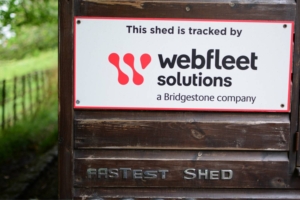 This shed is tracked by
webfleet
solutions
a Bridgestone company
FASTEST SHED